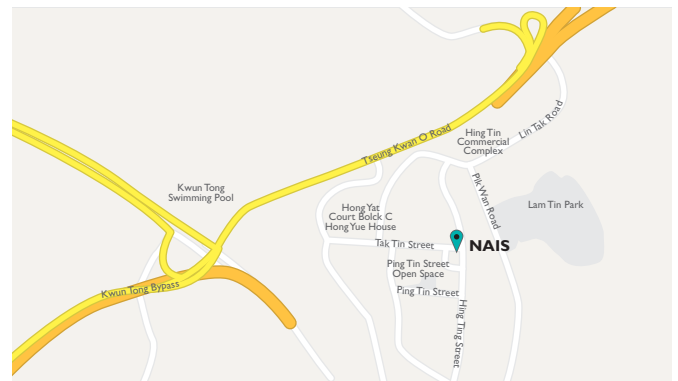 Tseung Kwan O Road
Hing Tin
Commercial
Complex
Lin Tak Road
Kwun Tong
Swimming Pool
Pik Wan Road
Lam Tin Park
Hong Yat
Court Bolck C
Hong Yue House
Tak Tin Street
NAIS
Ping Tin Street
Open Space
Kwun Tong Bypass
Ping Tin Street
Hing Ting Street